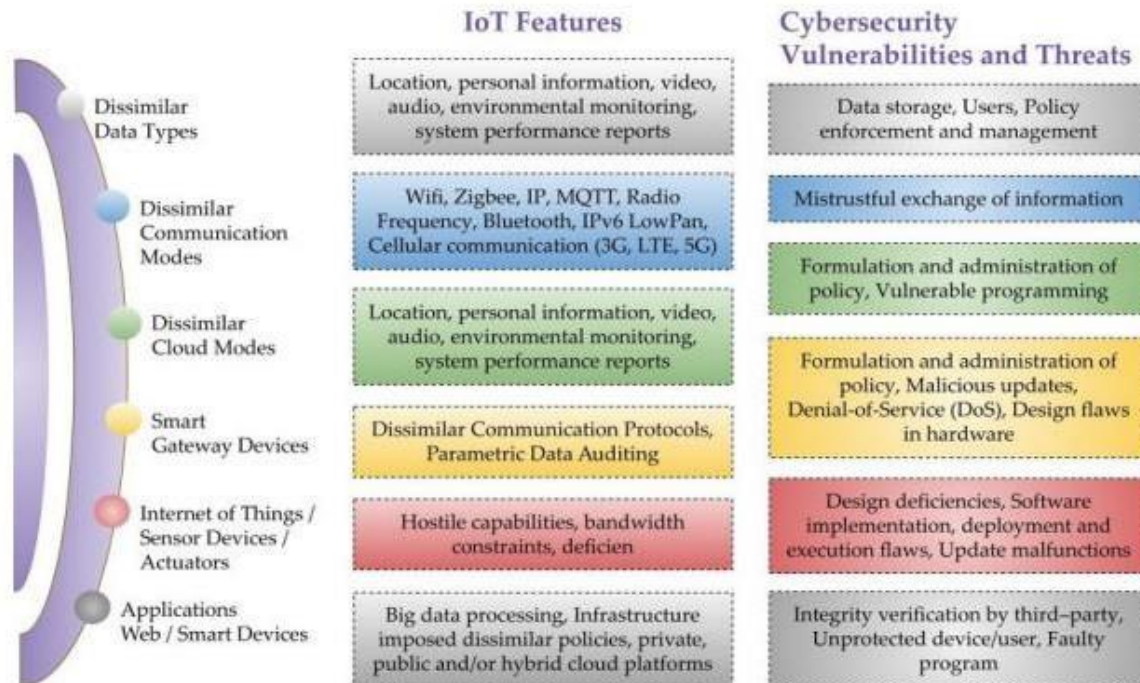 IoT Features
Cybersecurity
Vulnerabilities and Threats
Dissimilar
Data Types
Location, personal information, video,
audio, environmental monitoring,
system performance reports
Data storage, Users, Policy
enforcement and management
Dissimilar
Communication
Modes
Wifi, Zigbee, IP, MQTT, Radio
Frequency, Bluetooth, IPv6 LowPan,
Cellular communication (3G, LTE, 5G)
Mistrustful exchange of information
Dissimilar
Cloud Modes
Location, personal information, video,
audio, environmental monitoring,
system performance reports
Formulation and administration of
policy, Vulnerable programming
Smart
Gateway Devices
Dissimilar Communication Protocols,
Parametric Data Auditing
Formulation and administration of
policy, Malicious updates,
Denial-of-Service (DoS), Design flaws
in hardware
Internet of Things /
Sensor Devices /
Actuators
Hostile capabilities, bandwidth
constraints, deficien
Design deficiencies, Software
implementation, deployment and
execution flaws, Update malfunctions
Applications
Web / Smart Devices
Big data processing, Infrastructure
imposed dissimilar policies, private,
public and/or hybrid cloud platforms
Integrity verification by third–party,
Unprotected device/user, Faulty
program